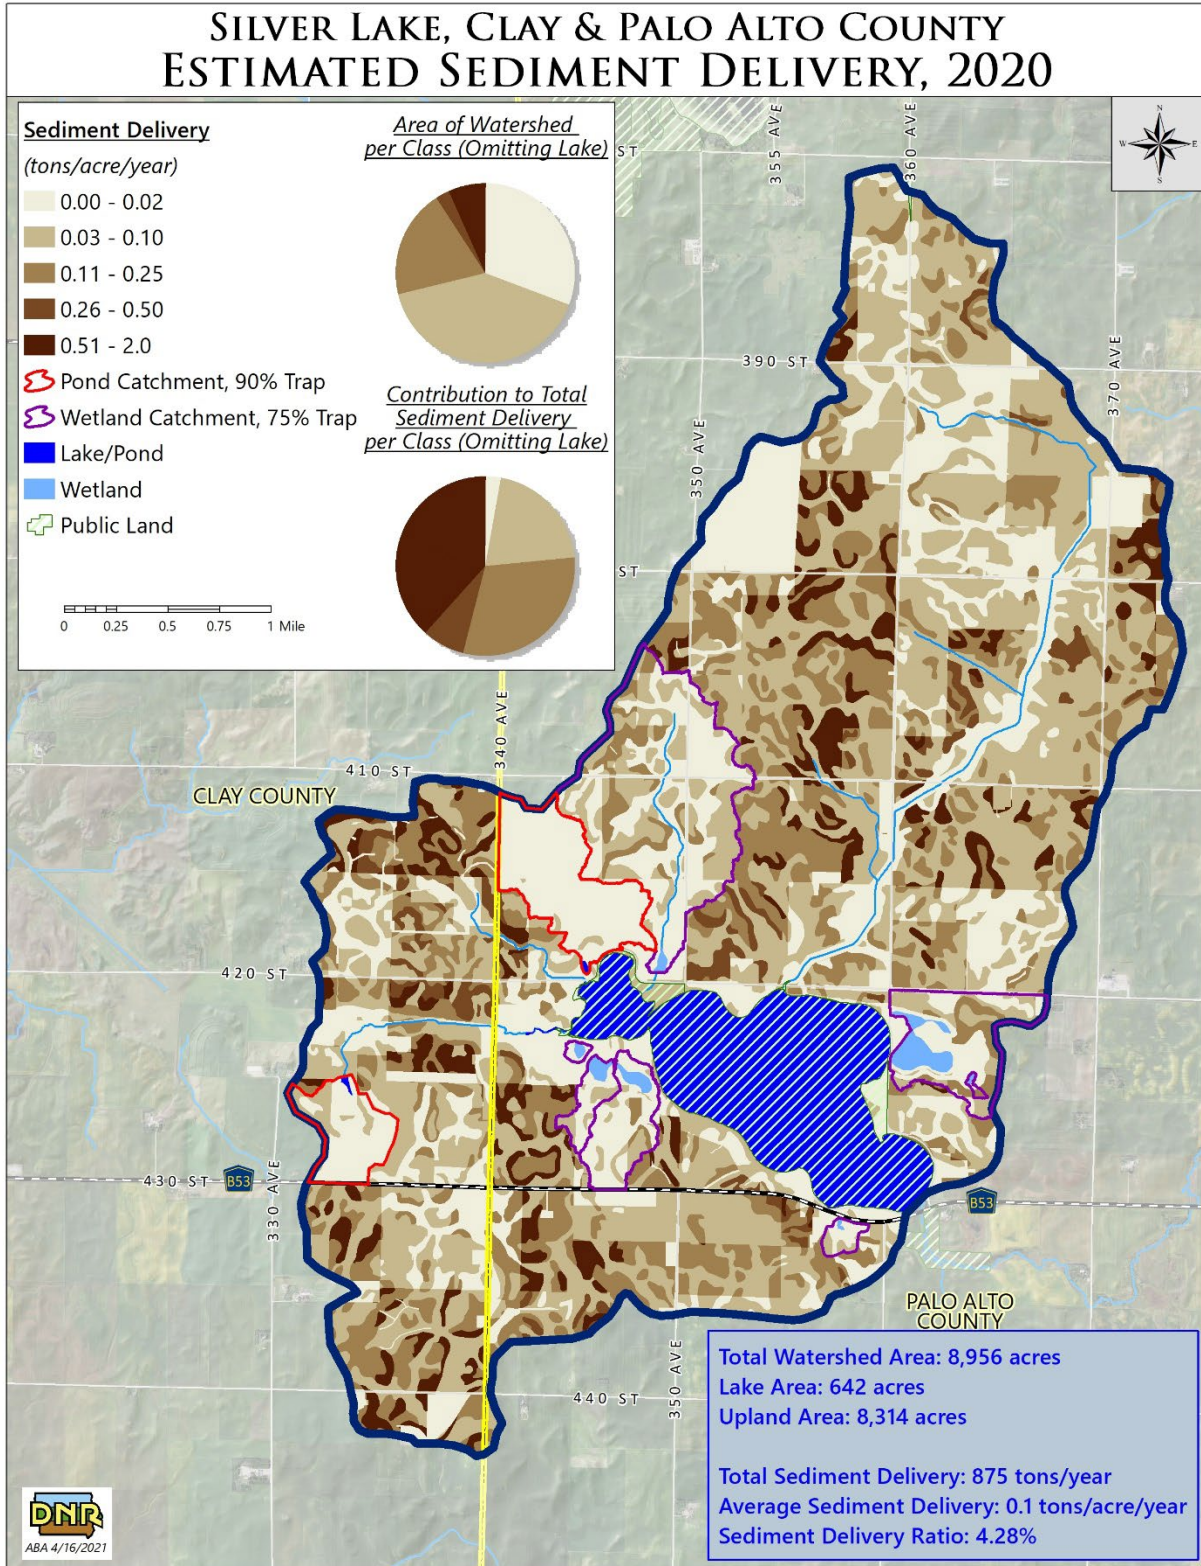 SILVER LAKE, CLAY & PALO ALTO COUNTY
ESTIMATED SEDIMENT DELIVERY, 2020
Sediment Delivery
(tons/acre/year)
0.00 - 0.02
0.03 - 0.10
0.11 - 0.25
0.26 - 0.50
0.51 - 2.0
Pond Catchment, 90% Trap
Wetland Catchment, 75% Trap
Lake/Pond
Wetland
Public Land
0 0.25 0.5 0.75 1 Mile
Area of Watershed
per Class (Omitting Lake)
Contribution to Total
Sediment Delivery
per Class (Omitting Lake)
N
W E
S
ST
355 AVE
360 AVE
390 ST
370 AVE
350 AVE
ST
340 AVE
410 ST
CLAY COUNTY
420 ST
430 ST
B53
330 AVE
B53
PALO ALTO
COUNTY
440 ST
350 AVE
Total Watershed Area: 8,956 acres
Lake Area: 642 acres
Upland Area: 8,314 acres
Total Sediment Delivery: 875 tons/year
Average Sediment Delivery: 0.1 tons/acre/year
Sediment Delivery Ratio: 4.28%
DNR
ABA 4/16/2021